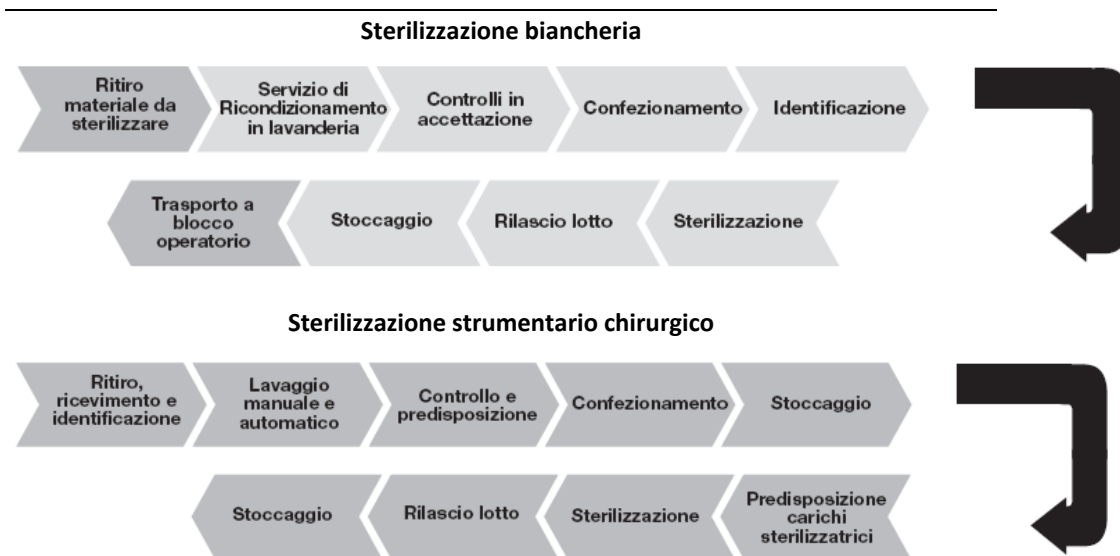 Sterilizzazione biancheria
Ritiro
materiale da
sterilizzare
Servizio di
Ricondizionamento
in lavanderia
Controlli in
accettazione
Confezionamento
Identificazione
Trasporto a
blocco
operatorio
Stoccaggio
Rilascio lotto
Sterilizzazione
Sterilizzazione strumentario chirurgico
Ritiro,
ricevimento e
identificazione
Lavaggio
manuale e
automatico
Controllo e
predisposizione
Confezionamento
Stoccaggio
Stoccaggio
Rilascio lotto
Sterilizzazione
Predisposizione
carichi
sterilizzatrici